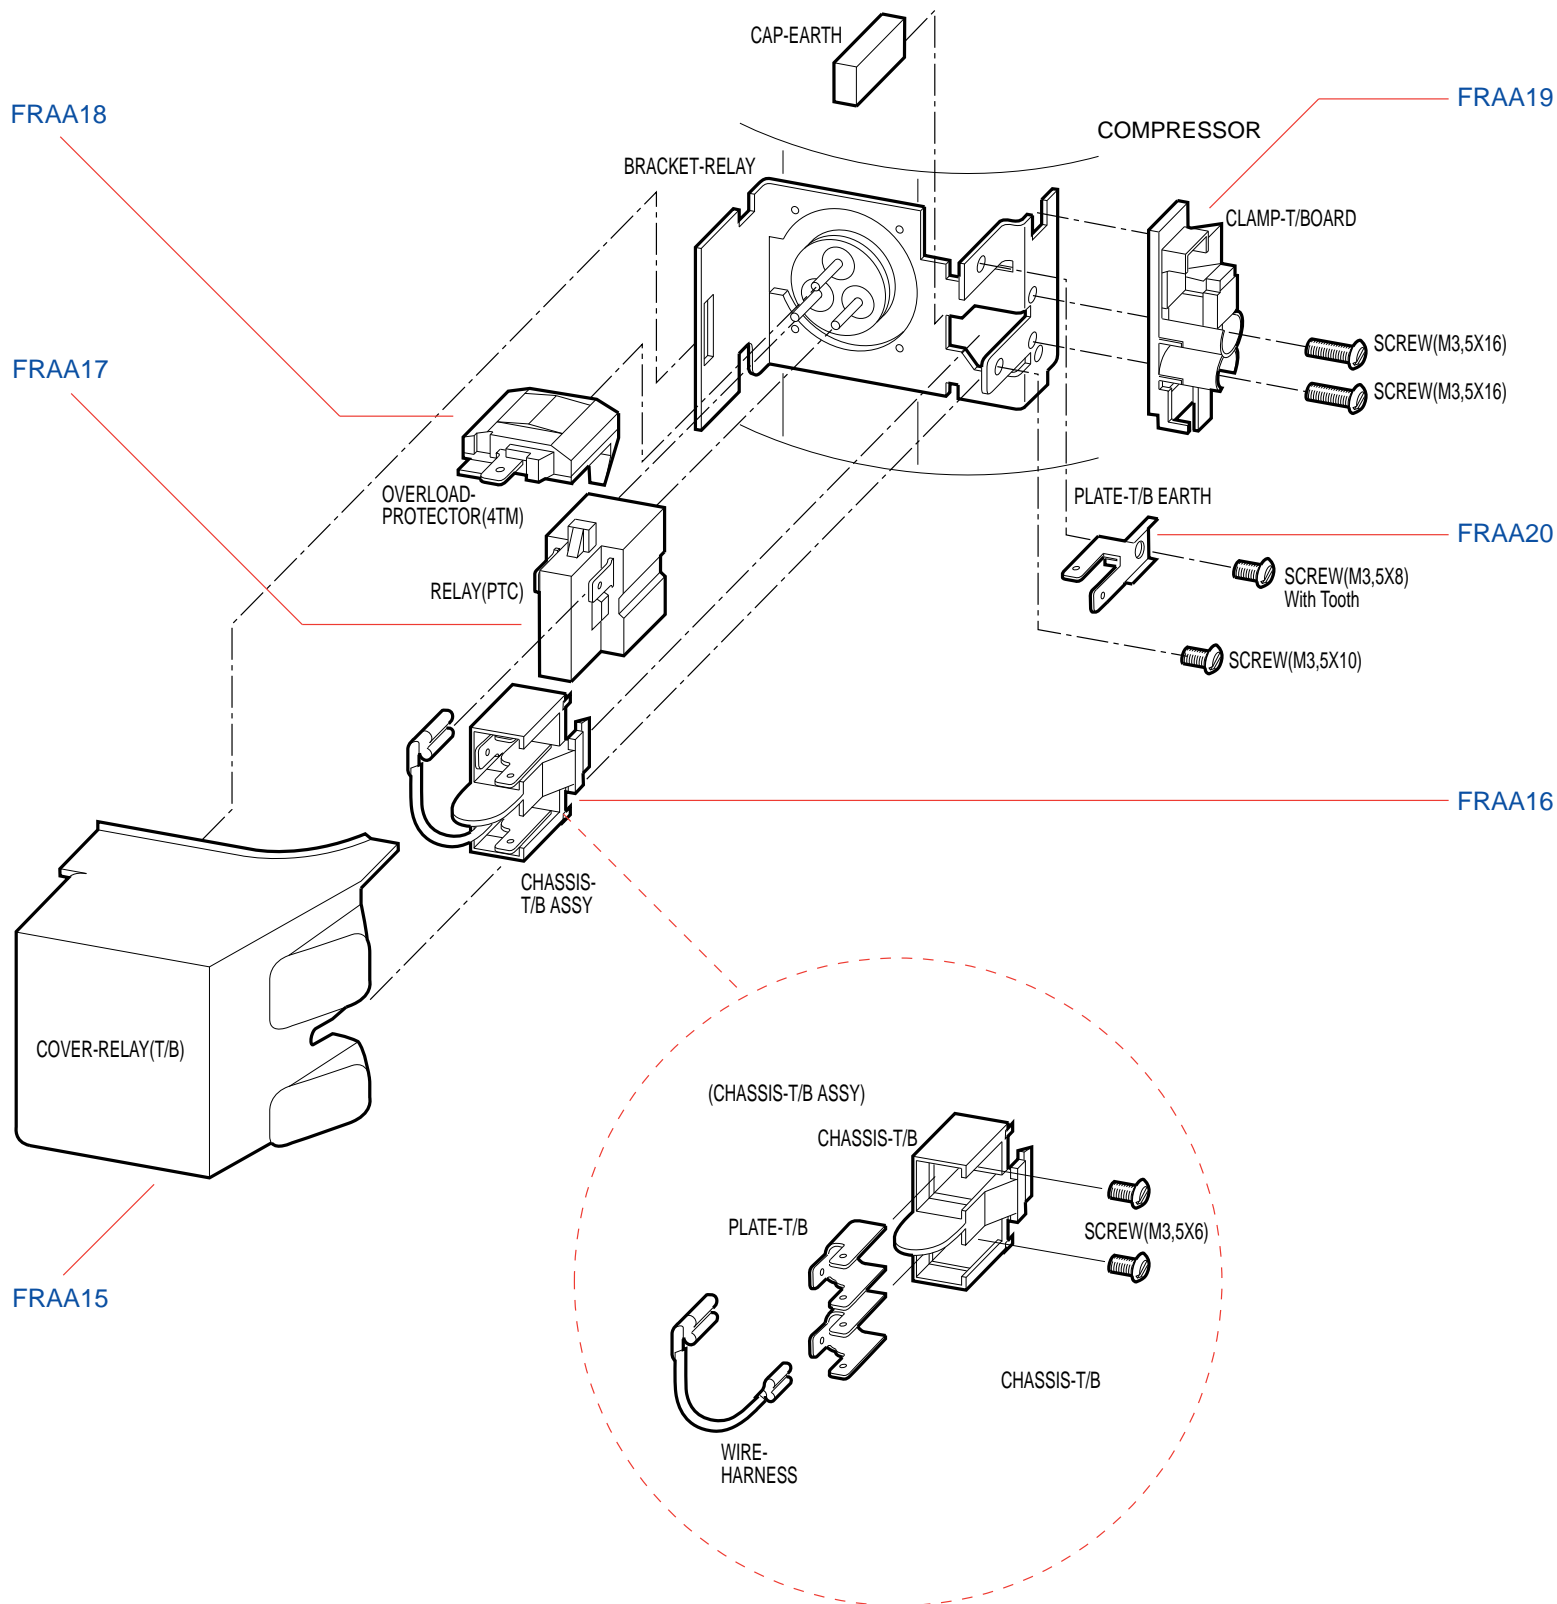 CAP-EARTH
FRAA18
FRAA19
COMPRESSOR
BRACKET-RELAY
CLAMP-T/BOARD
SCREW(M3,5X16)
FRAA17
SCREW(M3,5X16)
OVERLOAD-
PROTECTOR(4TM)
PLATE-T/B EARTH
FRAA20
SCREW(M3,5X8)
With Tooth
RELAY(PTC)
SCREW(M3,5X10)
FRAA16
CHASSIS-
T/B ASSY
COVER-RELAY(T/B)
(CHASSIS-T/B ASSY)
CHASSIS-T/B
PLATE-T/B
SCREW(M3,5X6)
FRAA15
CHASSIS-T/B
WIRE-
HARNESS